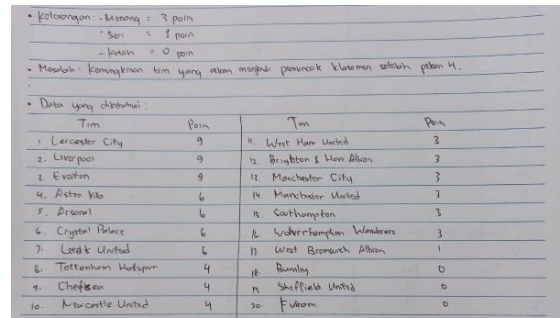 • Keterangan : - Menang = 3 poin
- Seri = 1 poin
- kalah = 0 poin
• Masalah : Kemungkinan tim yang akan menjadi pemuncak klasemen setelah pekan 4.
• Data yang diketahui :
Tim Poin Tim Poin
1. Leicester City 9 11. West Ham United 3
2. Liverpool 9 12. Brighton & Hove Albion 3
3. Everton 9 13. Manchester City 3
4. Aston Villa 6 14 Manchester United 3
5. Arsenal 6 15. Southampton 3
6. Crystal Palace 6 16. Wolverhampton Wanderers 3
7. Leeds United 6 17 West Bromwich Albion 1
8. Tottenham Hotspur 4 18. Burnley 0
9. Chelsea 4 19 Sheffield United 0
10. Newcastle United 4 20. Fulham 0